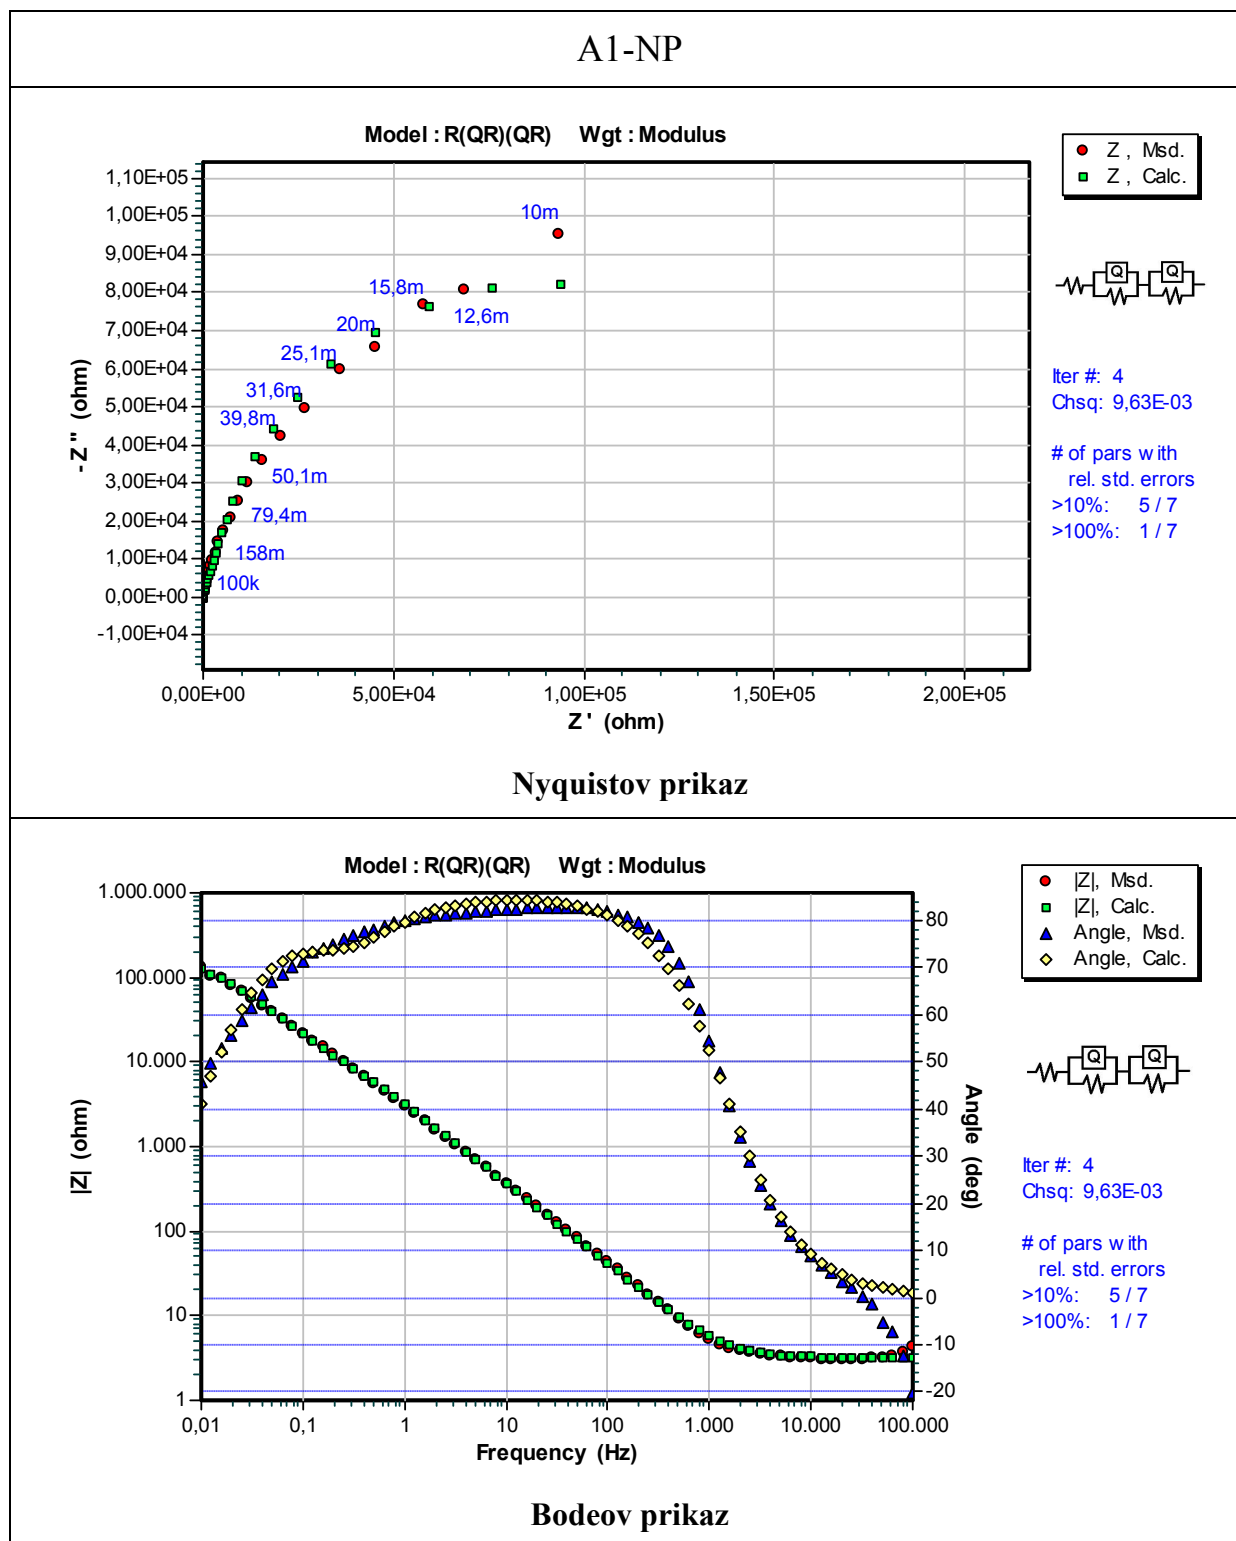 A1-NP
Model : R(QR)(QR) Wgt : Modulus
Z , Msd.
Z , Calc.
1,10E+05
1,00E+05
9,00E+04
8,00E+04
7,00E+04
6,00E+04
5,00E+04
4,00E+04
3,00E+04
2,00E+04
1,00E+04
0,00E+00
-1,00E+04
-Z'' (ohm)
10m
15,8m
12,6m
20m
25,1m
31,6m
39,8m
50,1m
79,4m
158m
100k
0,00E+00 5,00E+04 1,00E+05 1,50E+05 2,00E+05
Z' (ohm)
Q Q
Iter #: 4
Chsq: 9,63E-03
# of pars with
rel. std. errors
>10%: 5 / 7
>100%: 1 / 7
Nyquistov prikaz
Model : R(QR)(QR) Wgt : Modulus
|Z|, Msd.
|Z|, Calc.
Angle, Msd.
Angle, Calc.
1.000.000
100.000
10.000
1.000
100
10
1
|Z| (ohm)
80
70
60
50
40
30
20
10
0
-10
-20
Angle (deg)
0,01 0,1 1 10 100 1.000 10.000 100.000
Frequency (Hz)
Q Q
Iter #: 4
Chsq: 9,63E-03
# of pars with
rel. std. errors
>10%: 5 / 7
>100%: 1 / 7
Bodeov prikaz